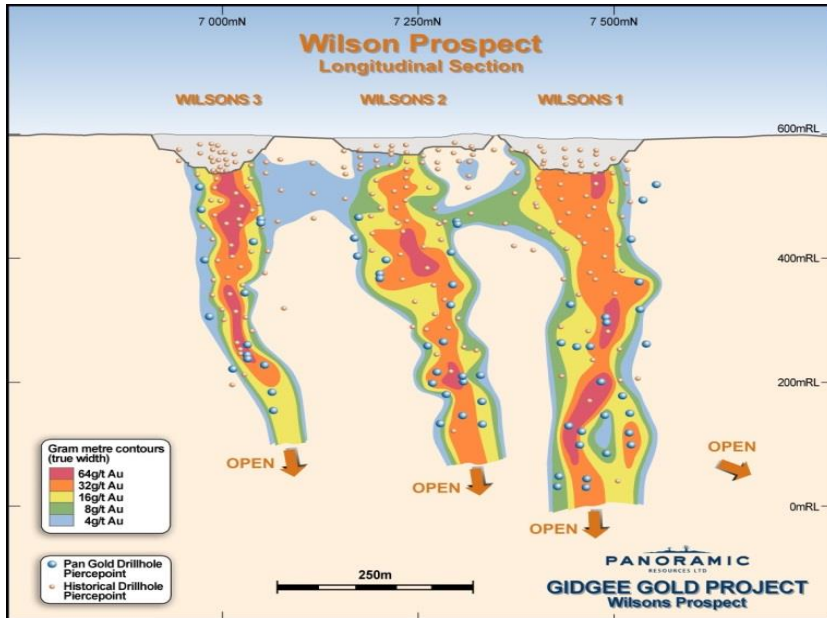 7 000mN
7 250mN
7 500mN
Wilson Prospect
Longitudinal Section
WILSONS 3
WILSONS 2
WILSONS 1
600mRL
400mRL
200mRL
0mRL
Gram metre contours
(true width)
64g/t Au
32g/t Au
16g/t Au
8g/t Au
4g/t Au
OPEN
OPEN
OPEN
OPEN
Pan Gold Drillhole
Piercepoint
Historical Drillhole
Piercepoint
250m
PANORAMIC
RESOURCES LTD
GIDGEE GOLD PROJECT
Wilsons Prospect